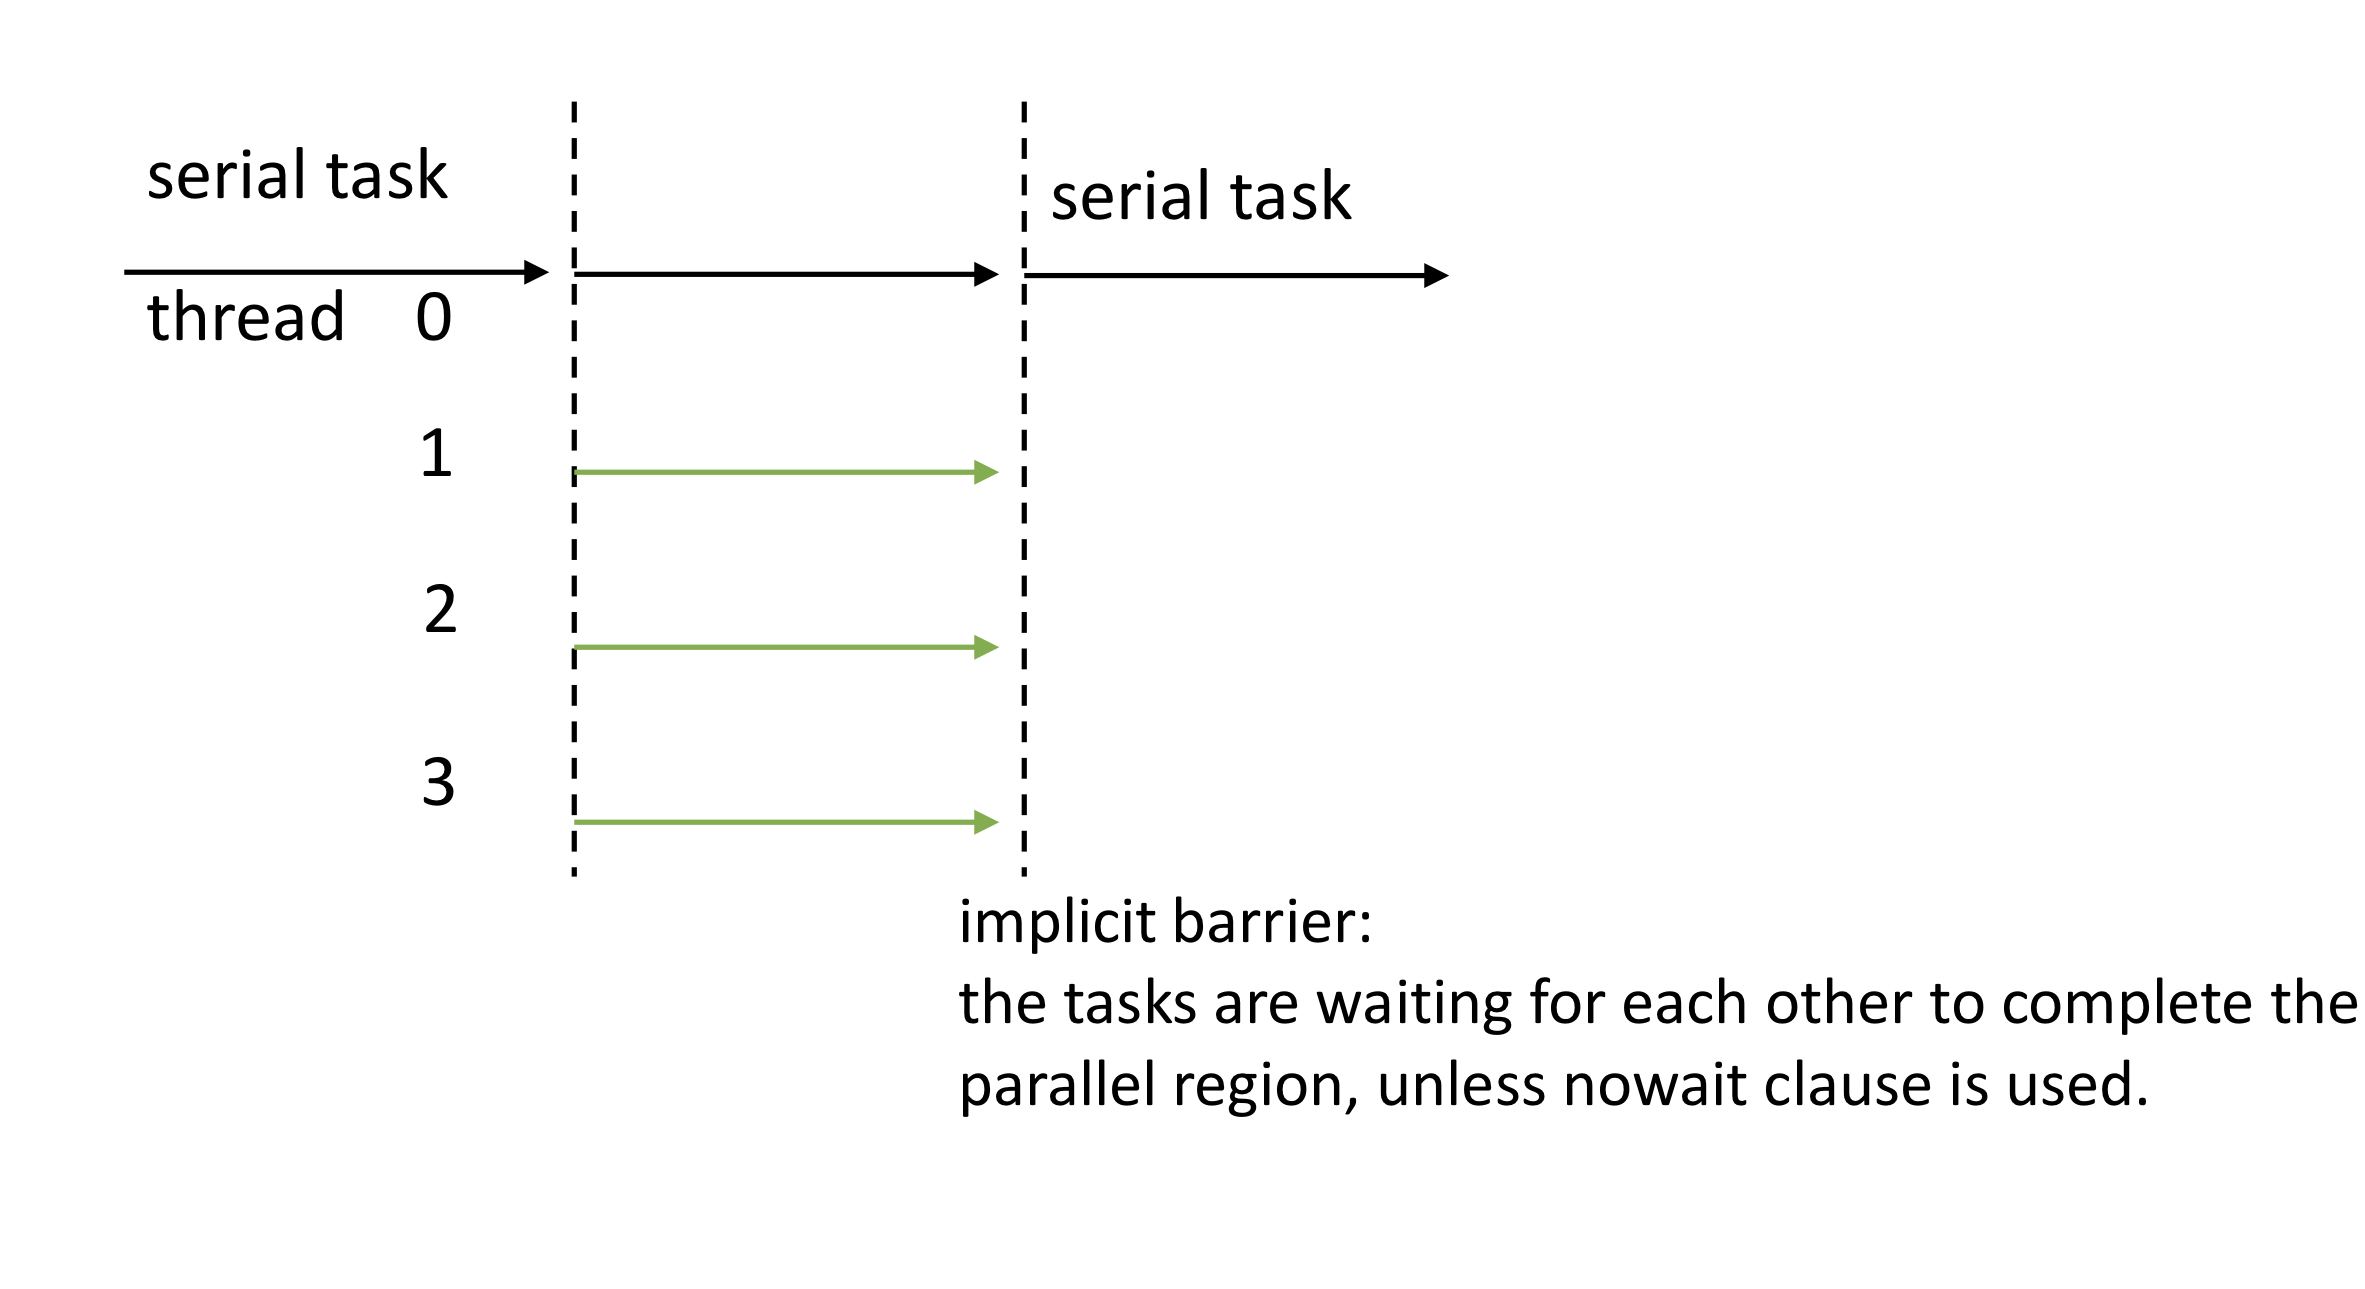 serial task
serial task
thread 0
1
2
3
implicit barrier:
the tasks are waiting for each other to complete the
parallel region, unless nowait clause is used.